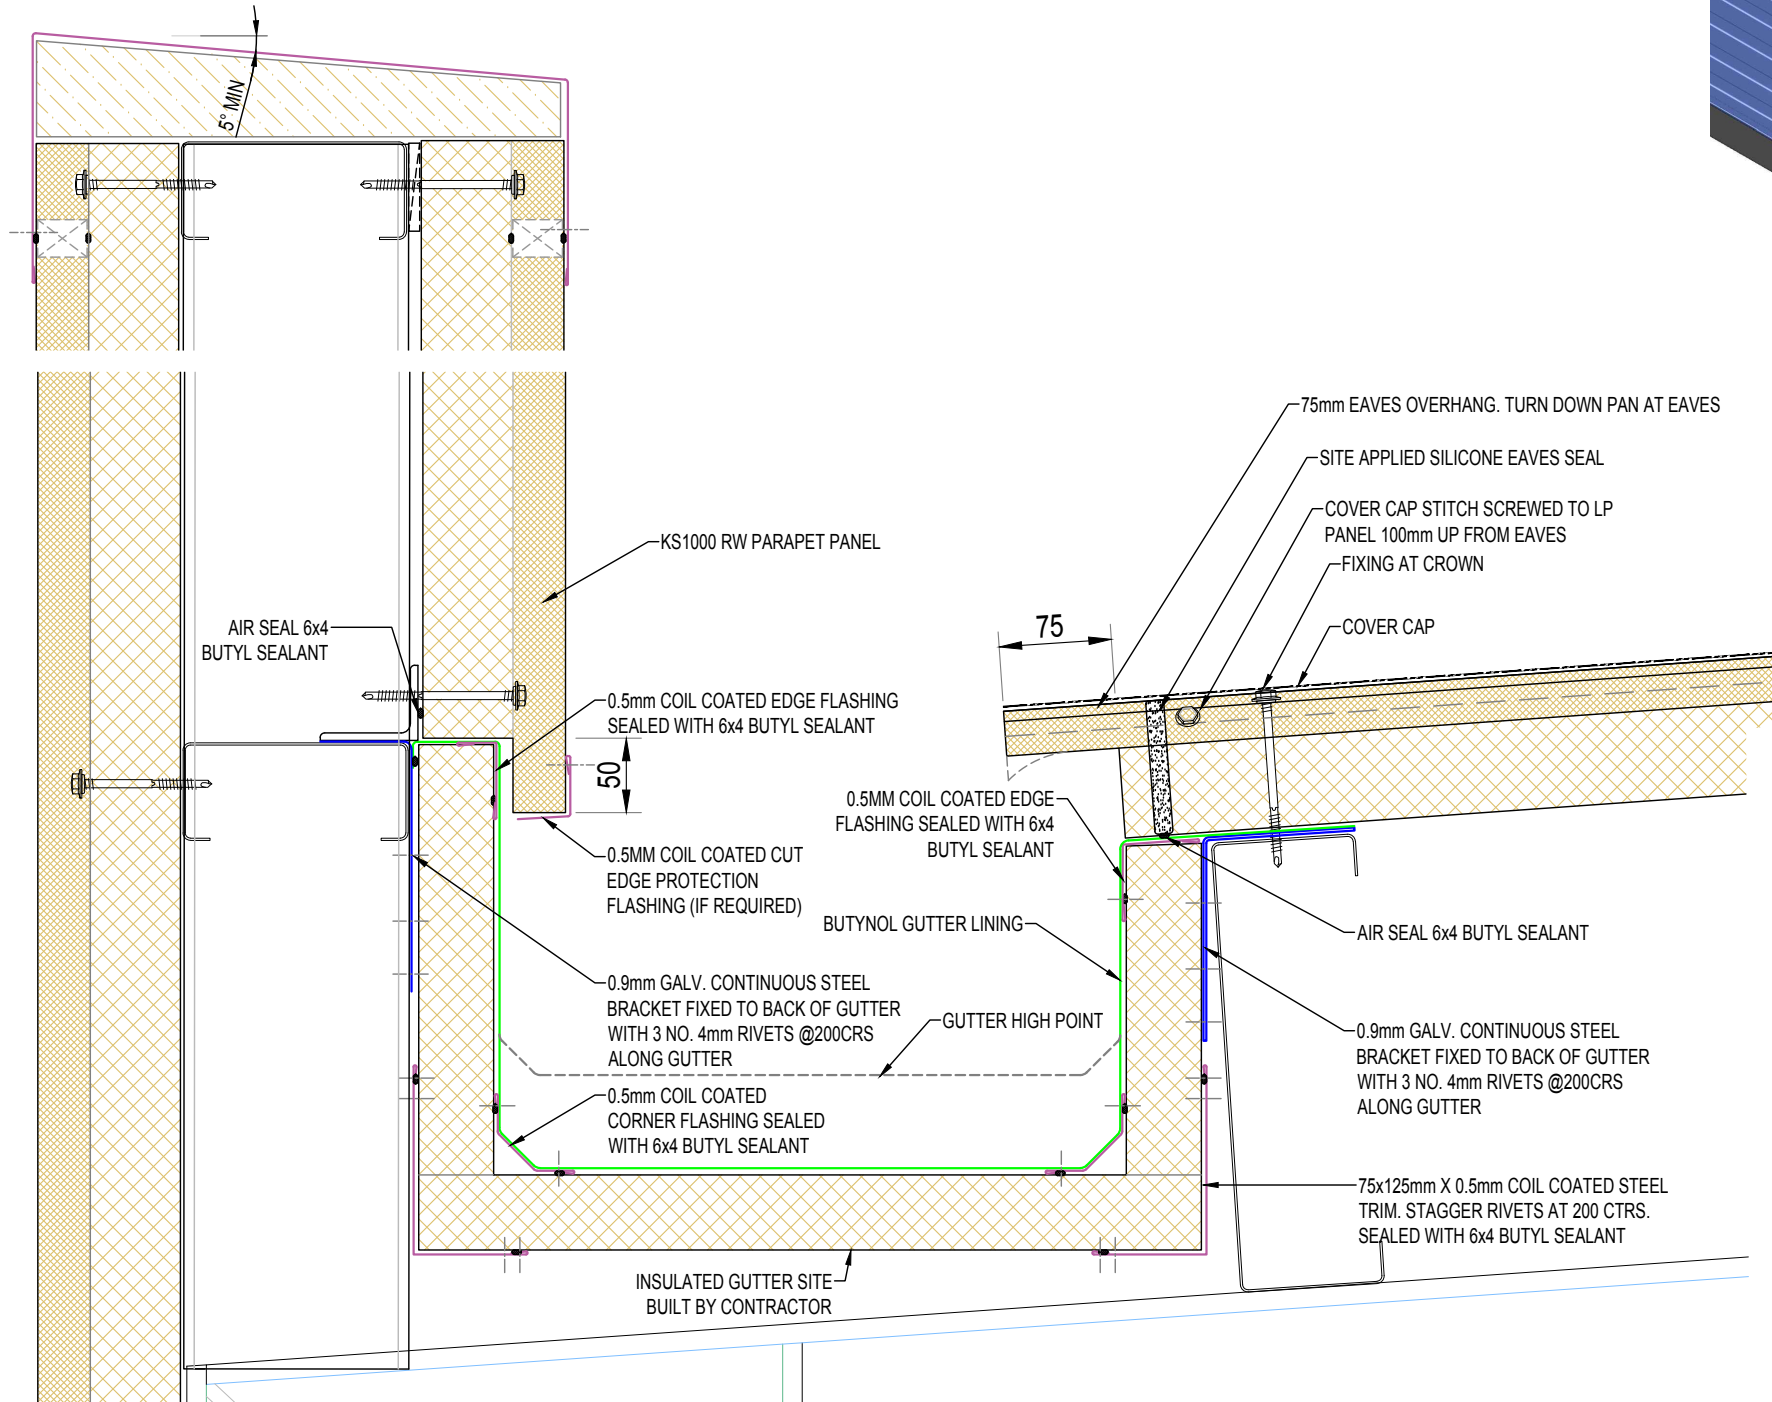 5° MIN
75mm EAVES OVERHANG. TURN DOWN PAN AT EAVES
SITE APPLIED SILICONE EAVES SEAL
COVER CAP STITCH SCREWED TO LP
PANEL 100mm UP FROM EAVES
FIXING AT CROWN
COVER CAP
75
KS1000 RW PARAPET PANEL
AIR SEAL 6x4
BUTYL SEALANT
0.5mm COIL COATED EDGE FLASHING
SEALED WITH 6x4 BUTYL SEALANT
50
0.5MM COIL COATED EDGE
FLASHING SEALED WITH 6x4
BUTYL SEALANT
0.5MM COIL COATED CUT
EDGE PROTECTION
FLASHING (IF REQUIRED)
BUTYNOL GUTTER LINING
AIR SEAL 6x4 BUTYL SEALANT
0.9mm GALV. CONTINUOUS STEEL
BRACKET FIXED TO BACK OF GUTTER
WITH 3 NO. 4mm RIVETS @200CRS
ALONG GUTTER
GUTTER HIGH POINT
0.9mm GALV. CONTINUOUS STEEL
BRACKET FIXED TO BACK OF GUTTER
WITH 3 NO. 4mm RIVETS @200CRS
ALONG GUTTER
0.5mm COIL COATED
CORNER FLASHING SEALED
WITH 6x4 BUTYL SEALANT
75x125mm X 0.5mm COIL COATED STEEL
TRIM. STAGGER RIVETS AT 200 CTRS.
SEALED WITH 6x4 BUTYL SEALANT
INSULATED GUTTER SITE
BUILT BY CONTRACTOR